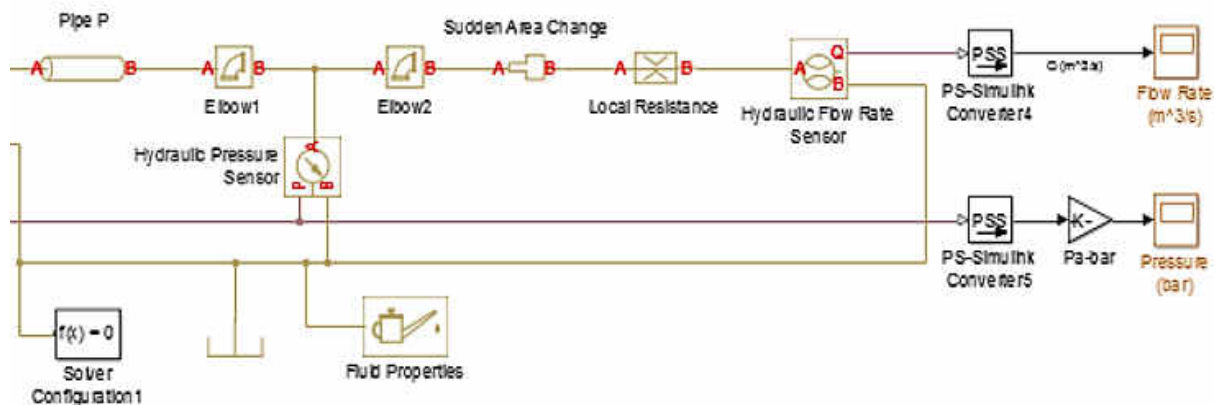 Pipe P
Sudden Area Change
A B
A B
A B
A B
A B
A
Q
B
PSS
Q (m^3/s)
Elbow1
Elbow2
Local Resistance
Hydraulic Flow Rate
Sensor
PS-Simulink
Converter4
Flow Rate
(m^3/s)
Hydraulic Pressure
Sensor
A
P
B
PSS
K-
PS-Simulink
Converter5
Pa-bar
Pressure
(bar)
f(x) = 0
Solver
Configuration1
Fluid Properties